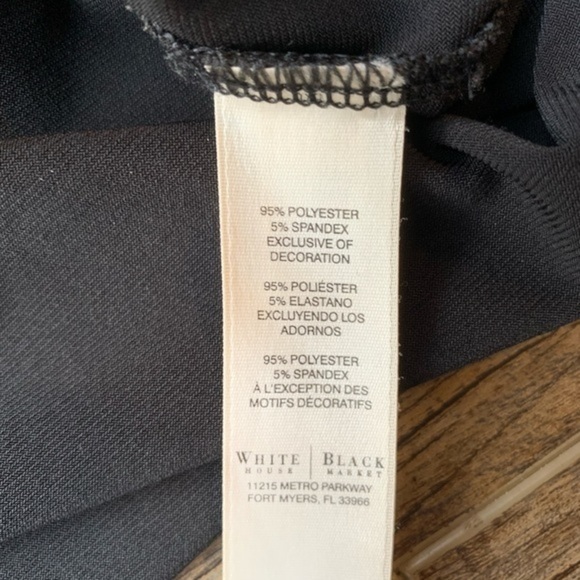 95% POLYESTER
5% SPANDEX
EXCLUSIVE OF
DECORATION
95% POLIÉSTER
5% ELASTANO
EXCLUYENDO LOS
ADORNOS
95% POLYESTER
5% SPANDEX
À L'EXCEPTION DES
MOTIFS DÉCORATIFS
WHITE | BLACK
HOUSE | MARKET
11215 METRO PARKWAY
FORT MYERS, FL 33966